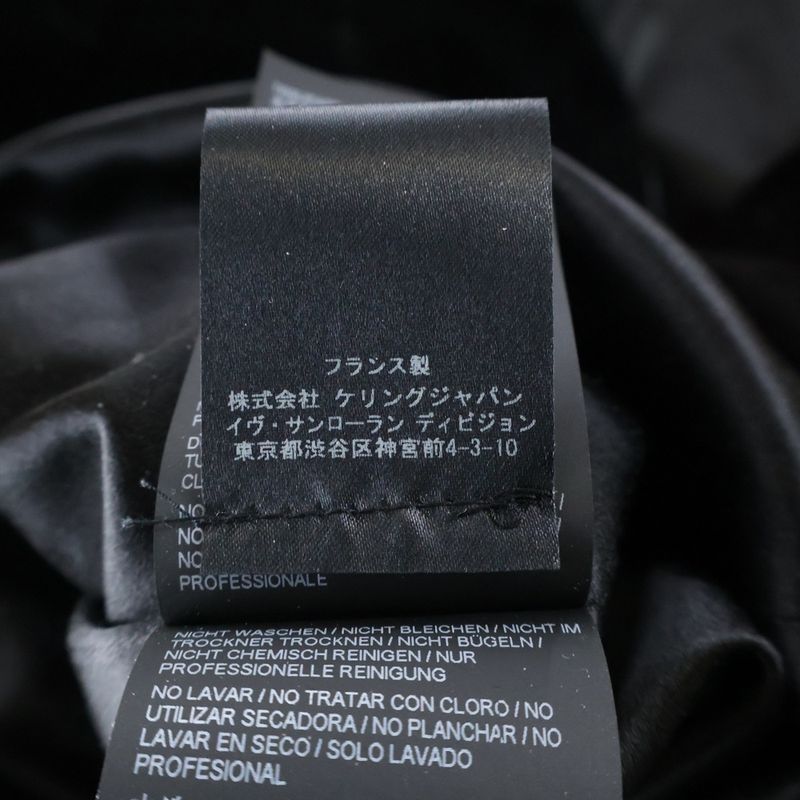 フランス製
株式会社 ケリングジャパン
イヴ・サンローラン ディビジョン
東京都渋谷区神宮前4-3-10
NO
NO
NO
PROFESSIONALE
NICHT WASCHEN / NICHT BLEICHEN / NICHT IM
TROCKNER TROCKNEN / NICHT BÜGELN /
NICHT CHEMISCH REINIGEN / NUR
PROFESSIONELLE REINIGUNG
NO LAVAR / NO TRATAR CON CLORO / NO
UTILIZAR SECADORA / NO PLANCHAR / NO
LAVAR EN SECO / SOLO LAVADO
PROFESIONAL